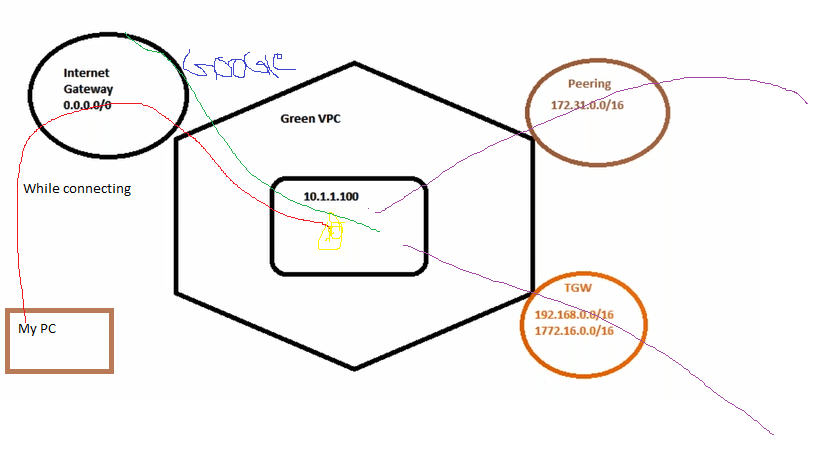 Internet
Gateway
0.0.0.0/0
GOOGLE
Green VPC
Peering
172.31.0.0/16
While connecting
10.1.1.100
My PC
TGW
192.168.0.0/16
1772.16.0.0/16